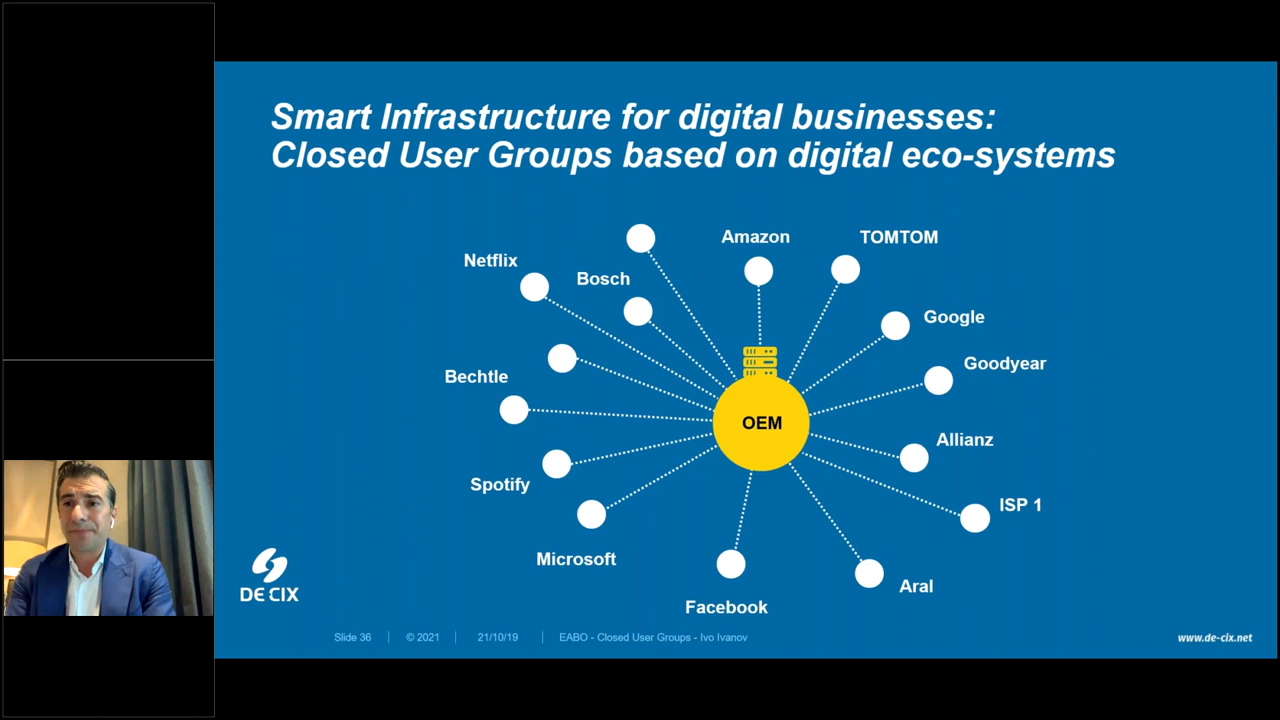 Smart Infrastructure for digital businesses:
Closed User Groups based on digital eco-systems
Amazon
TOMTOM
Netflix
Bosch
Google
Goodyear
Bechtle
OEM
Allianz
Spotify
ISP 1
Microsoft
Aral
Facebook
DE CIX
Slide 36
© 2021
21/10/19
EABO - Closed User Groups - Ivo Ivanov
www.de-cix.net